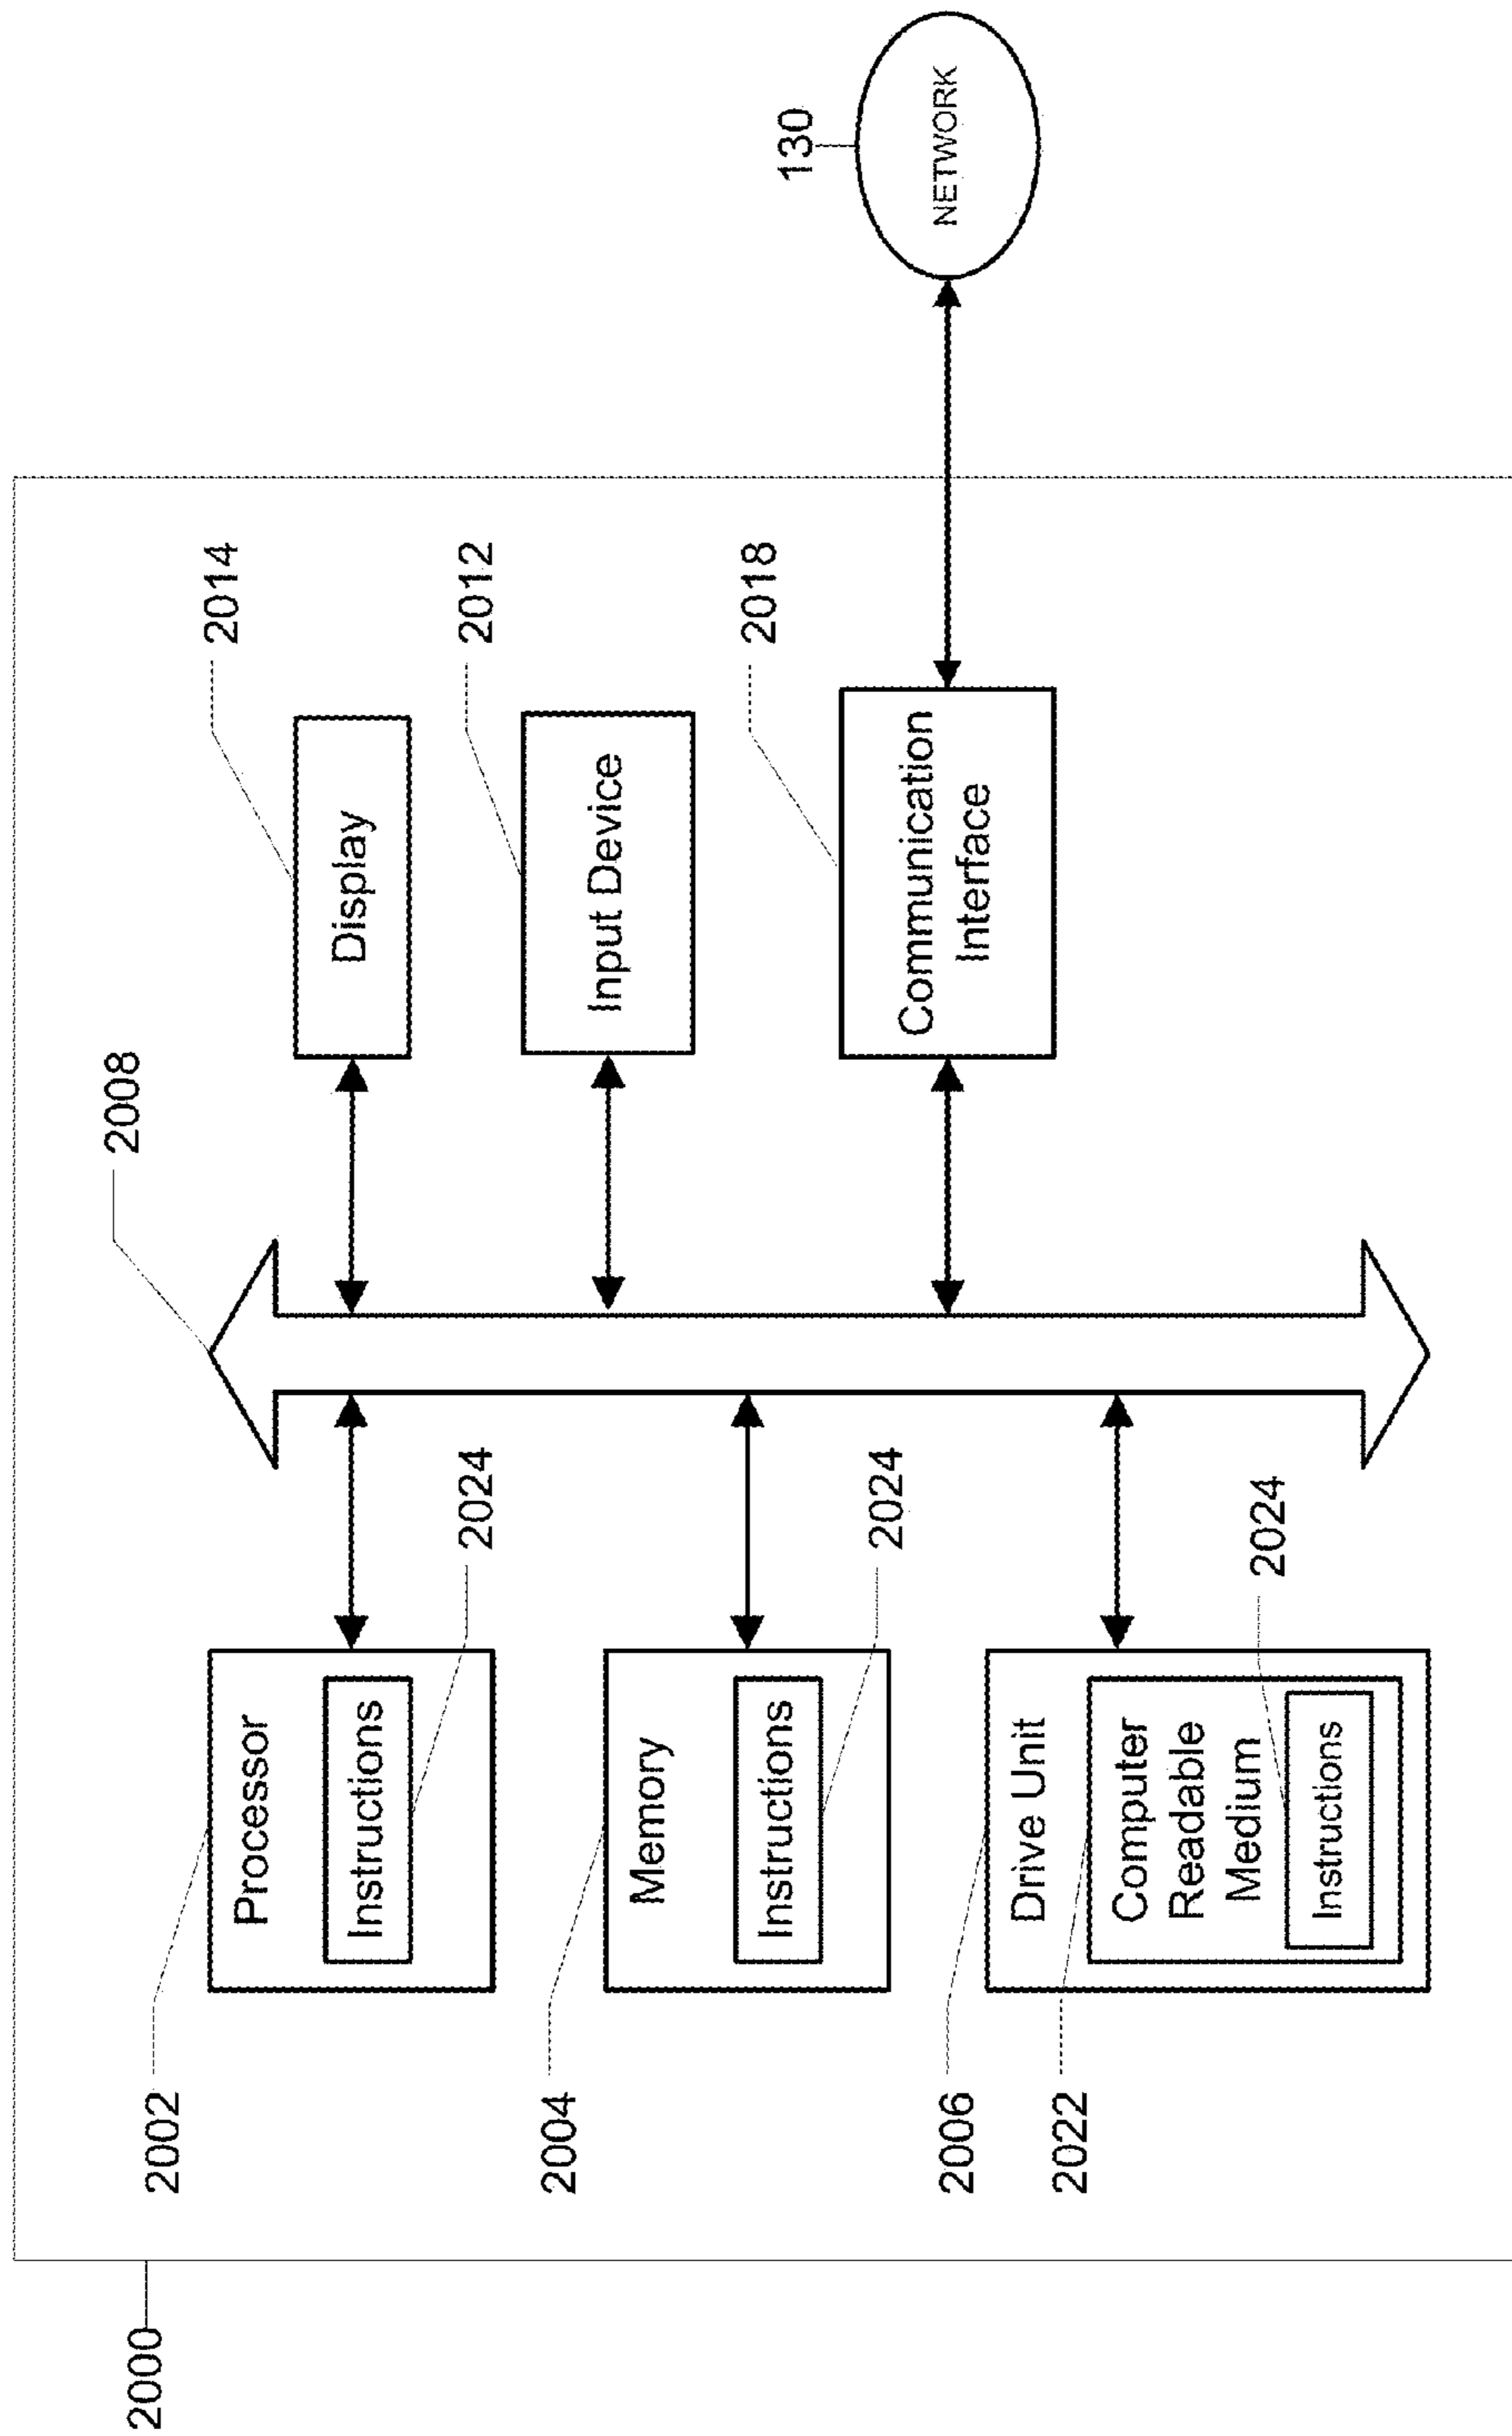 2000
2002
Processor
Instructions
2024
2004
Memory
Instructions
2024
2006
2022
Drive Unit
Computer
Readable
Medium
Instructions
2024
2008
Display
2014
Input Device
2012
Communication
Interface
2018
130
NETWORK